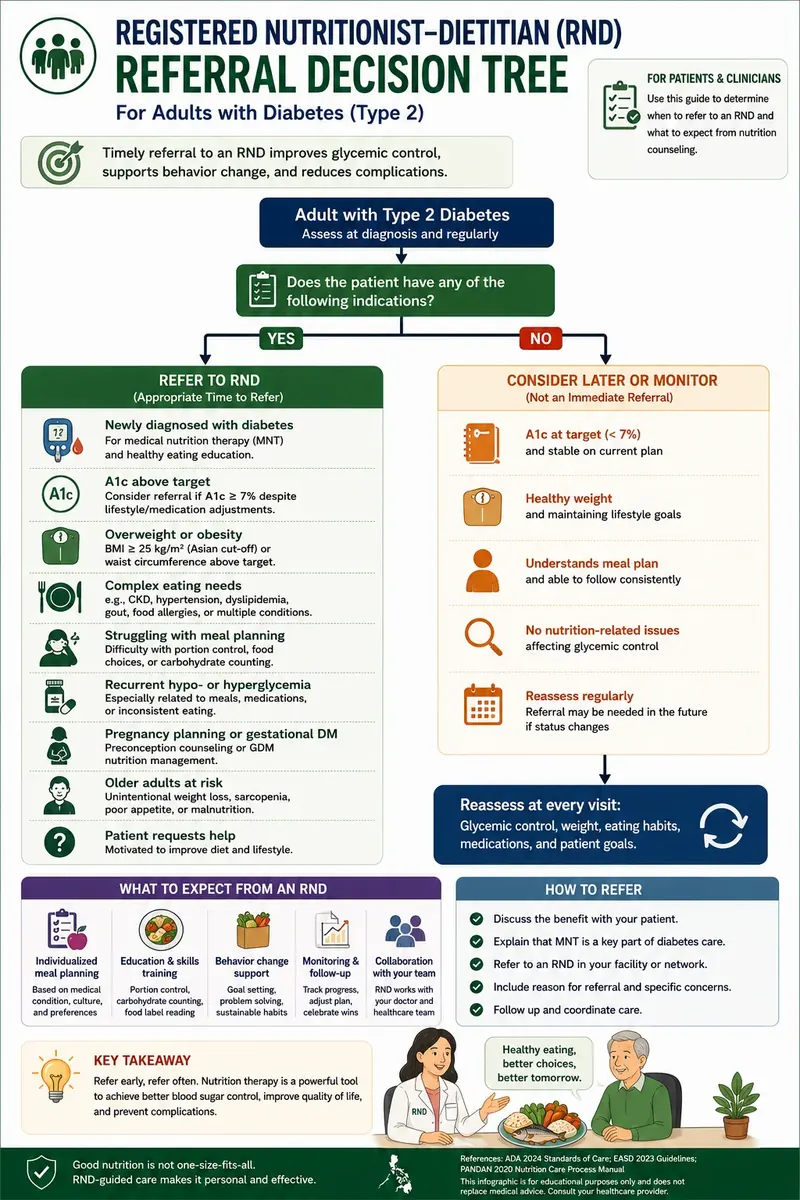 REGISTERED NUTRITIONIST–DIETITIAN (RND)
REFERRAL DECISION TREE
For Adults with Diabetes (Type 2)
FOR PATIENTS & CLINICIANS
Use this guide to determine
when to refer to an RND and
what to expect from nutrition
counseling.
Timely referral to an RND improves glycemic control,
supports behavior change, and reduces complications.
Adult with Type 2 Diabetes
Assess at diagnosis and regularly
Does the patient have any of the
following indications?
YES
NO
REFER TO RND
(Appropriate Time to Refer)
Newly diagnosed with diabetes
For medical nutrition therapy (MNT)
and healthy eating education.
A1c
A1c above target
Consider referral if A1c ≥ 7% despite
lifestyle/medication adjustments.
Overweight or obesity
BMI ≥ 25 kg/m² (Asian cut-off) or
waist circumference above target.
Complex eating needs
e.g., CKD, hypertension, dyslipidemia,
gout, food allergies, or multiple conditions.
Struggling with meal planning
Difficulty with portion control, food
choices, or carbohydrate counting.
Recurrent hypo- or hyperglycemia
Especially related to meals, medications,
or inconsistent eating.
Pregnancy planning or gestational DM
Preconception counseling or GDM
nutrition management.
Older adults at risk
Unintentional weight loss, sarcopenia,
poor appetite, or malnutrition.
?
Patient requests help
Motivated to improve diet and lifestyle.
CONSIDER LATER OR MONITOR
(Not an Immediate Referral)
A1c at target (< 7%)
and stable on current plan
Healthy weight
and maintaining lifestyle goals
Understands meal plan
and able to follow consistently
No nutrition-related issues
affecting glycemic control
Reassess regularly
Referral may be needed in the future
if status changes
Reassess at every visit:
Glycemic control, weight, eating habits,
medications, and patient goals.
WHAT TO EXPECT FROM AN RND
Individualized
meal planning
Based on medical
condition, culture,
and preferences
Education & skills
training
Portion control,
carbohydrate counting,
food label reading
Behavior change
support
Goal setting,
problem solving,
sustainable habits
Monitoring &
follow-up
Track progress,
adjust plan,
celebrate wins
Collaboration
with your team
RND works with
your doctor and
healthcare team
HOW TO REFER
Discuss the benefit with your patient.
Explain that MNT is a key part of diabetes care.
Refer to an RND in your facility or network.
Include reason for referral and specific concerns.
Follow up and coordinate care.
KEY TAKEAWAY
Refer early, refer often. Nutrition therapy is a powerful tool
to achieve better blood sugar control, improve quality of life,
and prevent complications.
RND
Healthy eating,
better choices,
better tomorrow.
Good nutrition is not one-size-fits-all.
RND-guided care makes it personal and effective.
References: ADA 2024 Standards of Care; EASD 2023 Guidelines;
PANDAN 2020 Nutrition Care Process Manual
This infographic is for educational purposes only and does not
replace medical advice. Consult your healthcare provider.